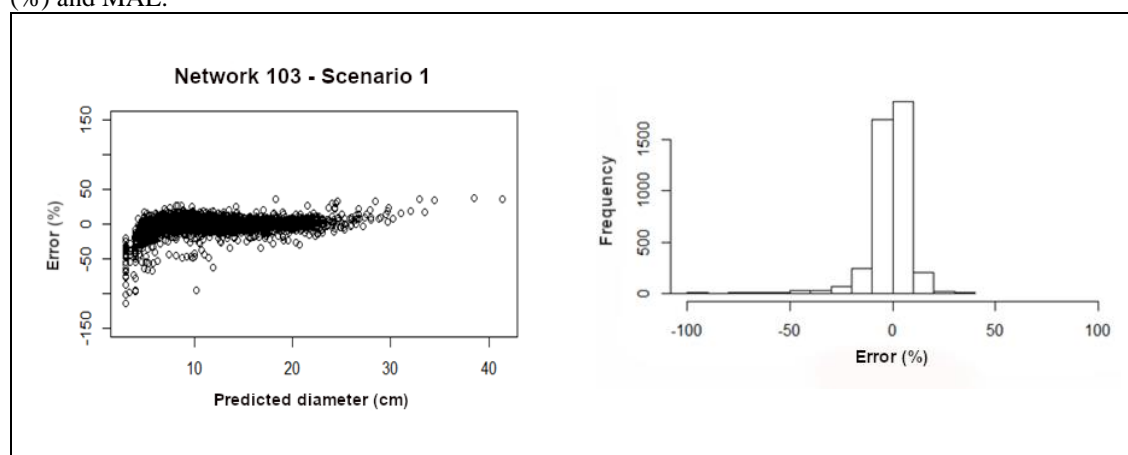 (%) and MAE.
Network 103 - Scenario 1
150
50
0
-50
-150
Error (%)
10 20 30 40
Predicted diameter (cm)
1500
1000
500
0
Frequency
-100 -50 0 50 100
Error (%)